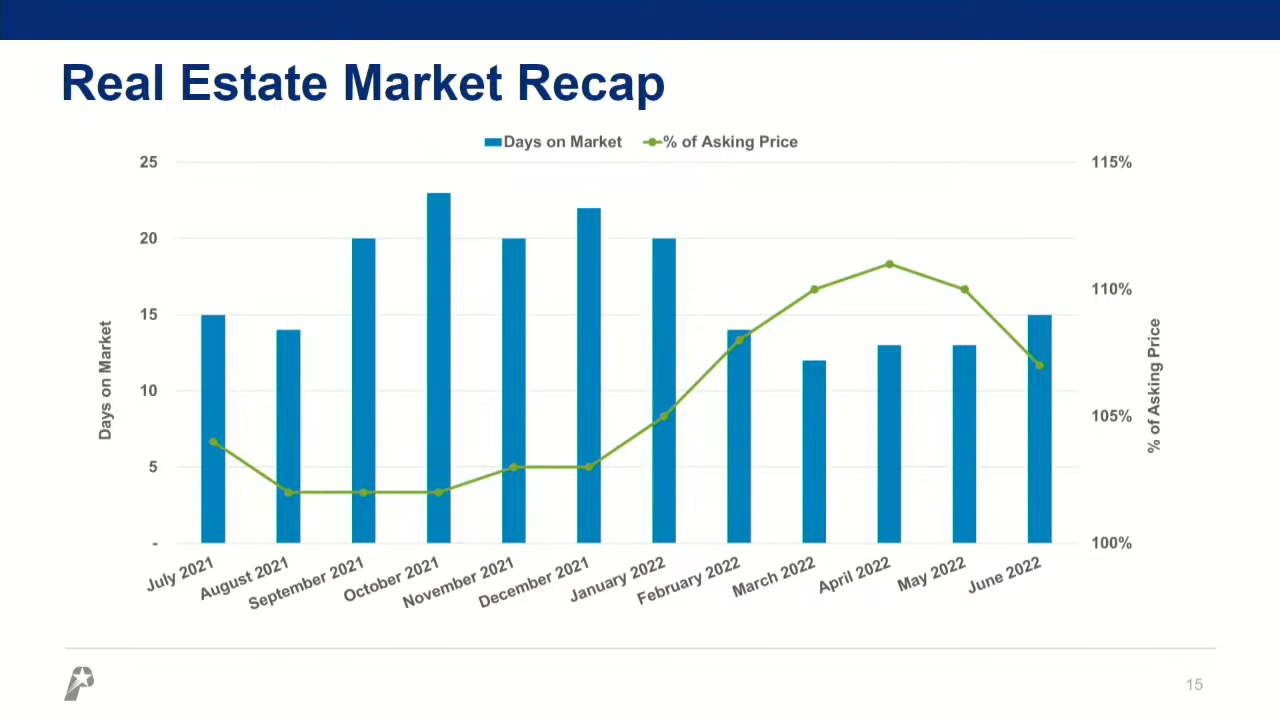 Real Estate Market Recap
Days on Market % of Asking Price
25
20
15
10
5
-
Days on Market
115%
110%
105%
100%
% of Asking Price
July 2021
August 2021
September 2021
October 2021
November 2021
December 2021
January 2022
February 2022
March 2022
April 2022
May 2022
June 2022
P
15